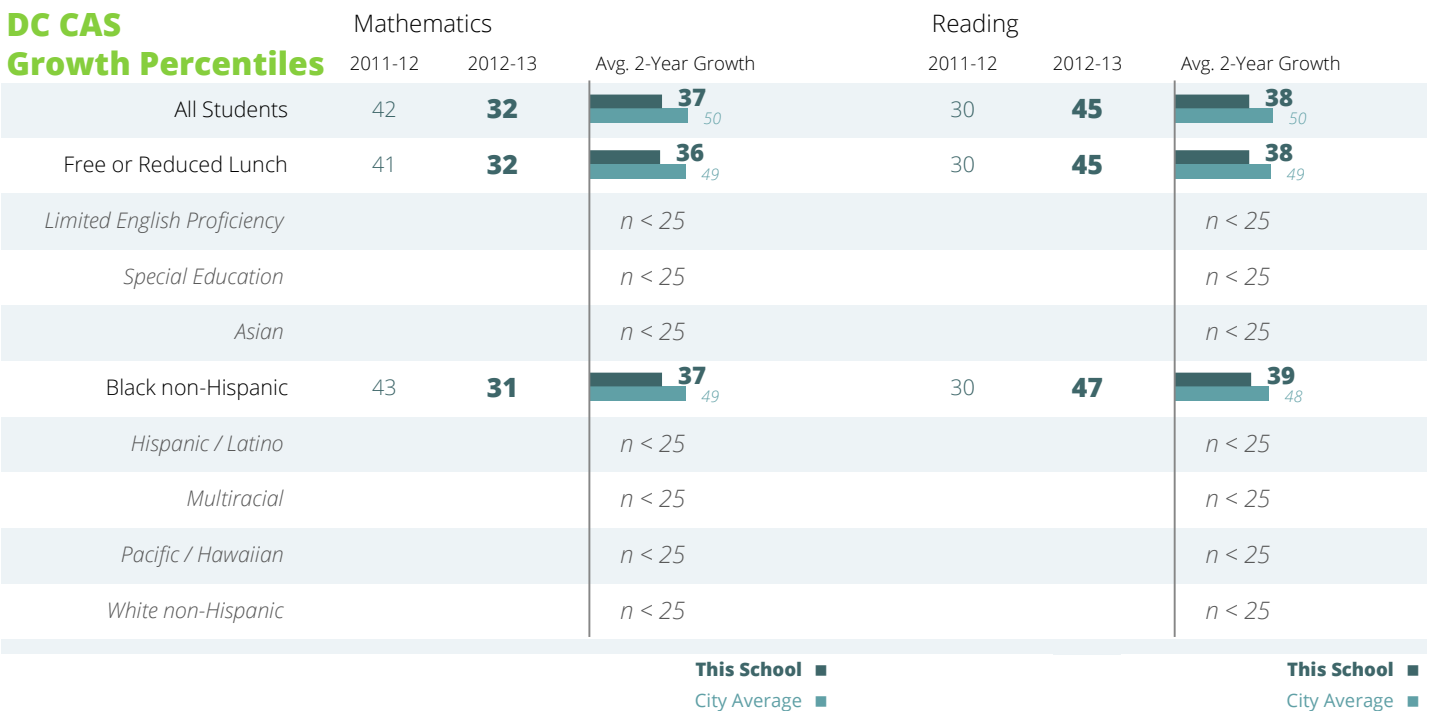 DC CAS
Growth Percentiles
Mathematics Reading
2011-12 2012-13 Avg. 2-Year Growth 2011-12 2012-13 Avg. 2-Year Growth
All Students 42 32 37 50 30 45 38 50
Free or Reduced Lunch 41 32 36 49 30 45 38 49
Limited English Proficiency n < 25 n < 25
Special Education n < 25 n < 25
Asian n < 25 n < 25
Black non-Hispanic 43 31 37 49 30 47 39 48
Hispanic / Latino n < 25 n < 25
Multiracial n < 25 n < 25
Pacific / Hawaiian n < 25 n < 25
White non-Hispanic n < 25 n < 25
This School This School
City Average City Average